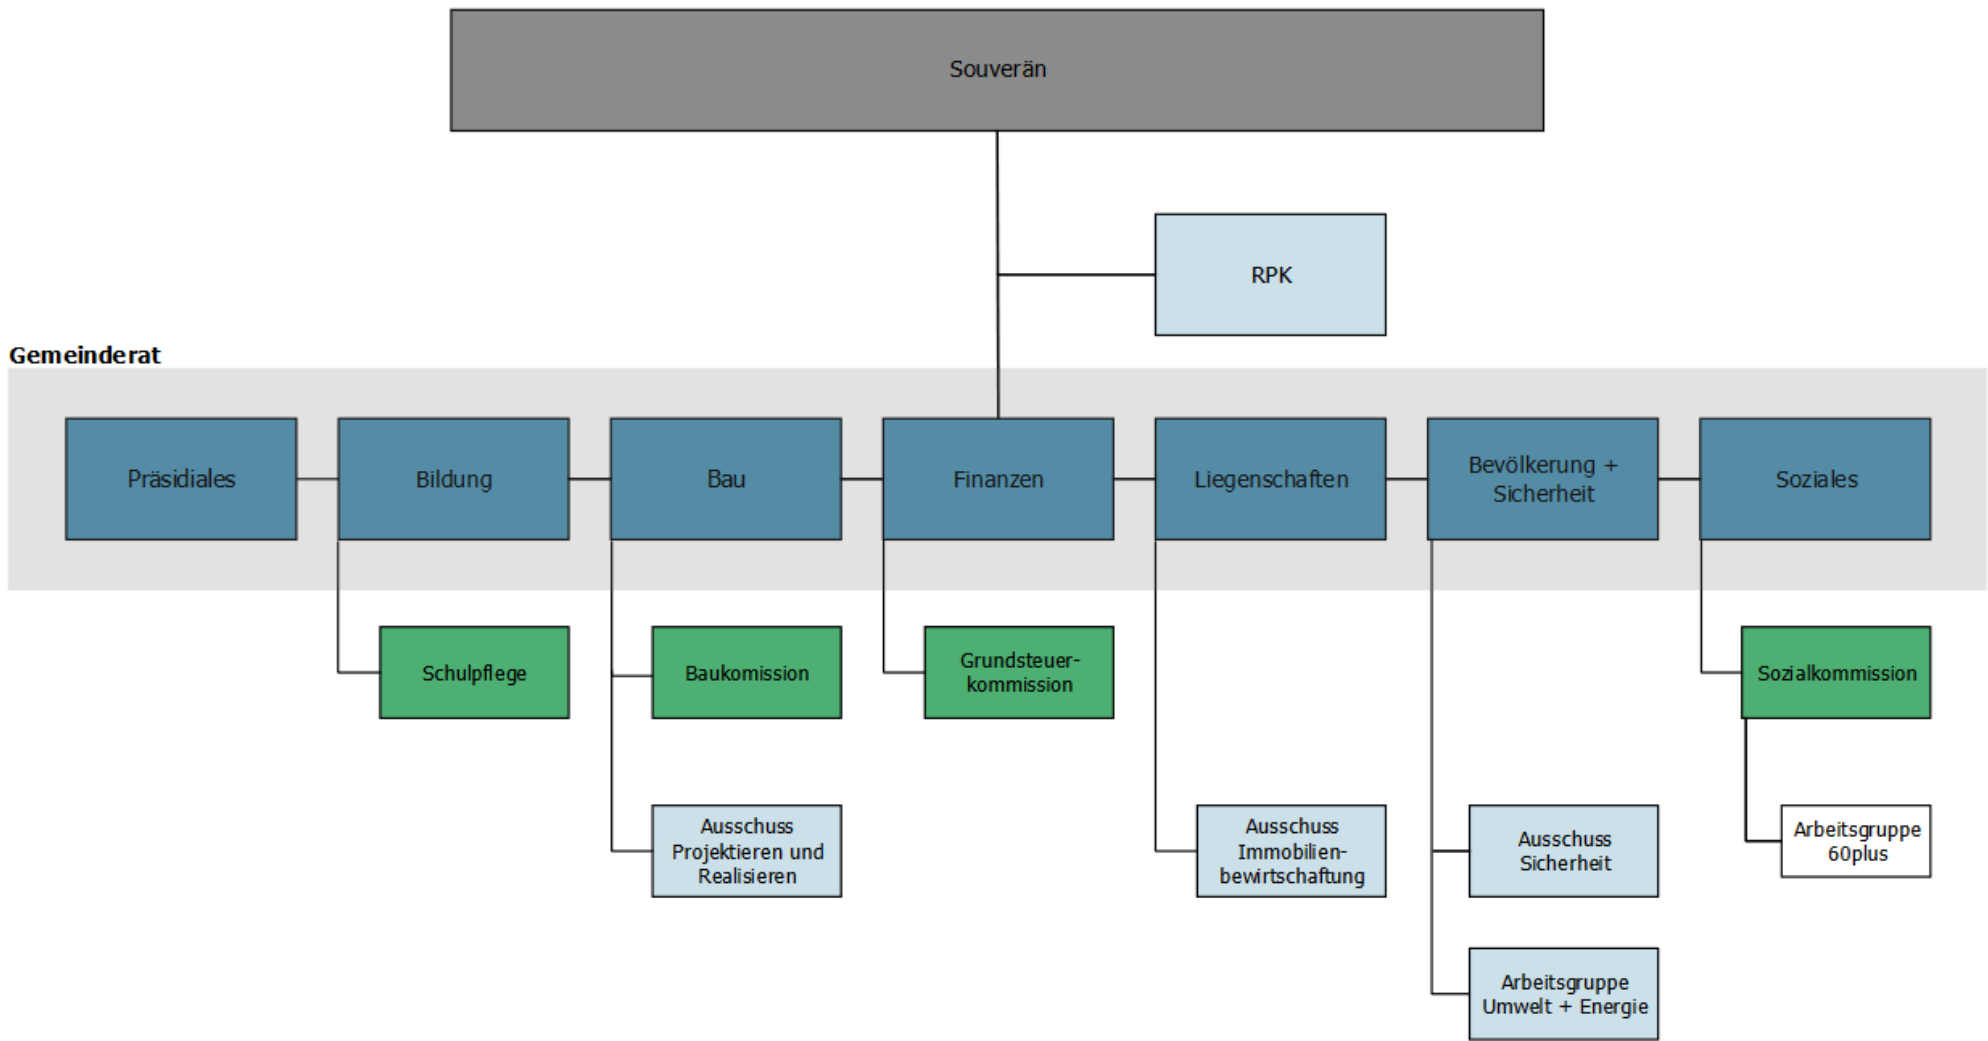 Souverän
RPK
Gemeinderat
Präsidiales
Bildung
Bau
Finanzen
Liegenschaften
Bevölkerung +
Sicherheit
Soziales
Schulpflege
Baukomission
Grundsteuer-
kommission
Sozialkommission
Ausschuss
Projektieren und
Realisieren
Ausschuss
Immobilien-
bewirtschaftung
Ausschuss
Sicherheit
Arbeitsgruppe
60plus
Arbeitsgruppe
Umwelt + Energie